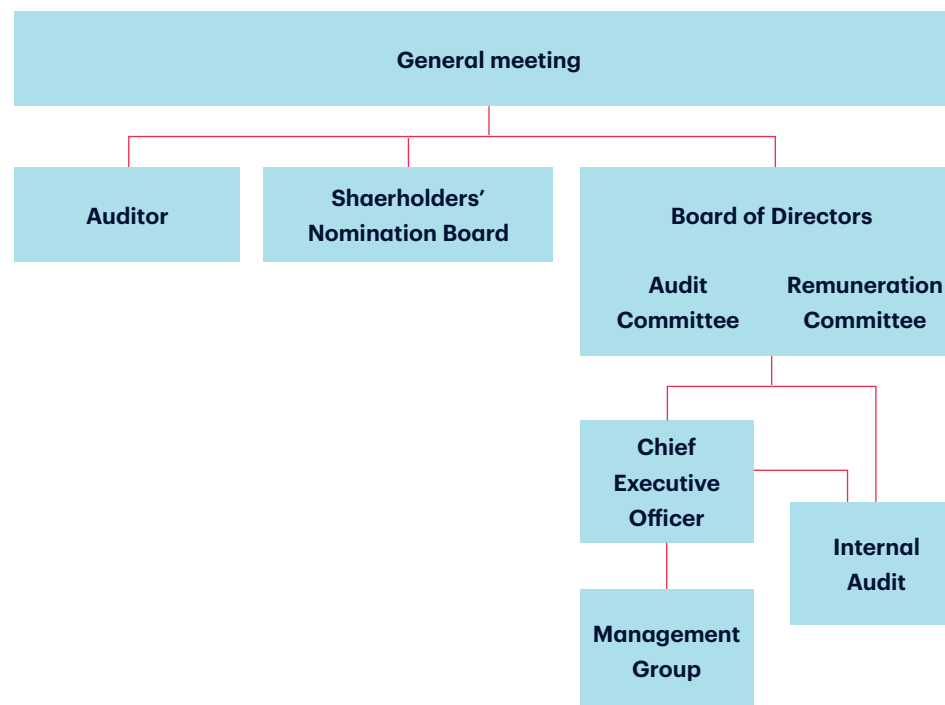 General meeting
Auditor
Shaerholders’
Nomination Board
Board of Directors
Audit
Committee
Remuneration
Committee
Chief
Executive
Officer
Internal
Audit
Management
Group